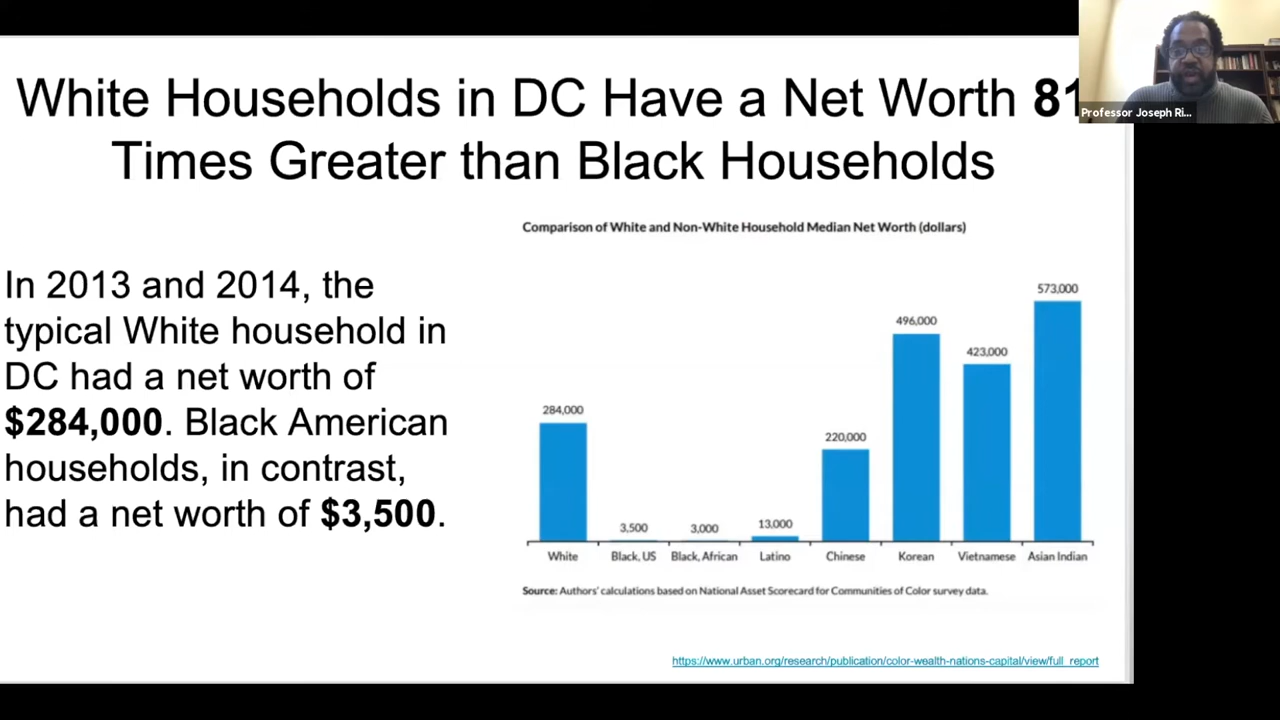 White Households in DC Have a Net Worth 81
Times Greater than Black Households
Professor Joseph Ri...
In 2013 and 2014, the
typical White household in
DC had a net worth of
$284,000. Black American
households, in contrast,
had a net worth of $3,500.
Comparison of White and Non-White Household Median Net Worth (dollars)
284,000
3,500
3,000
13,000
220,000
496,000
423,000
573,000
White Black, US Black, African Latino Chinese Korean Vietnamese Asian Indian
Source: Authors' calculations based on National Asset Scorecard for Communities of Color survey data.
https://www.urban.org/research/publication/color-wealth-nations-capital/view/full_report